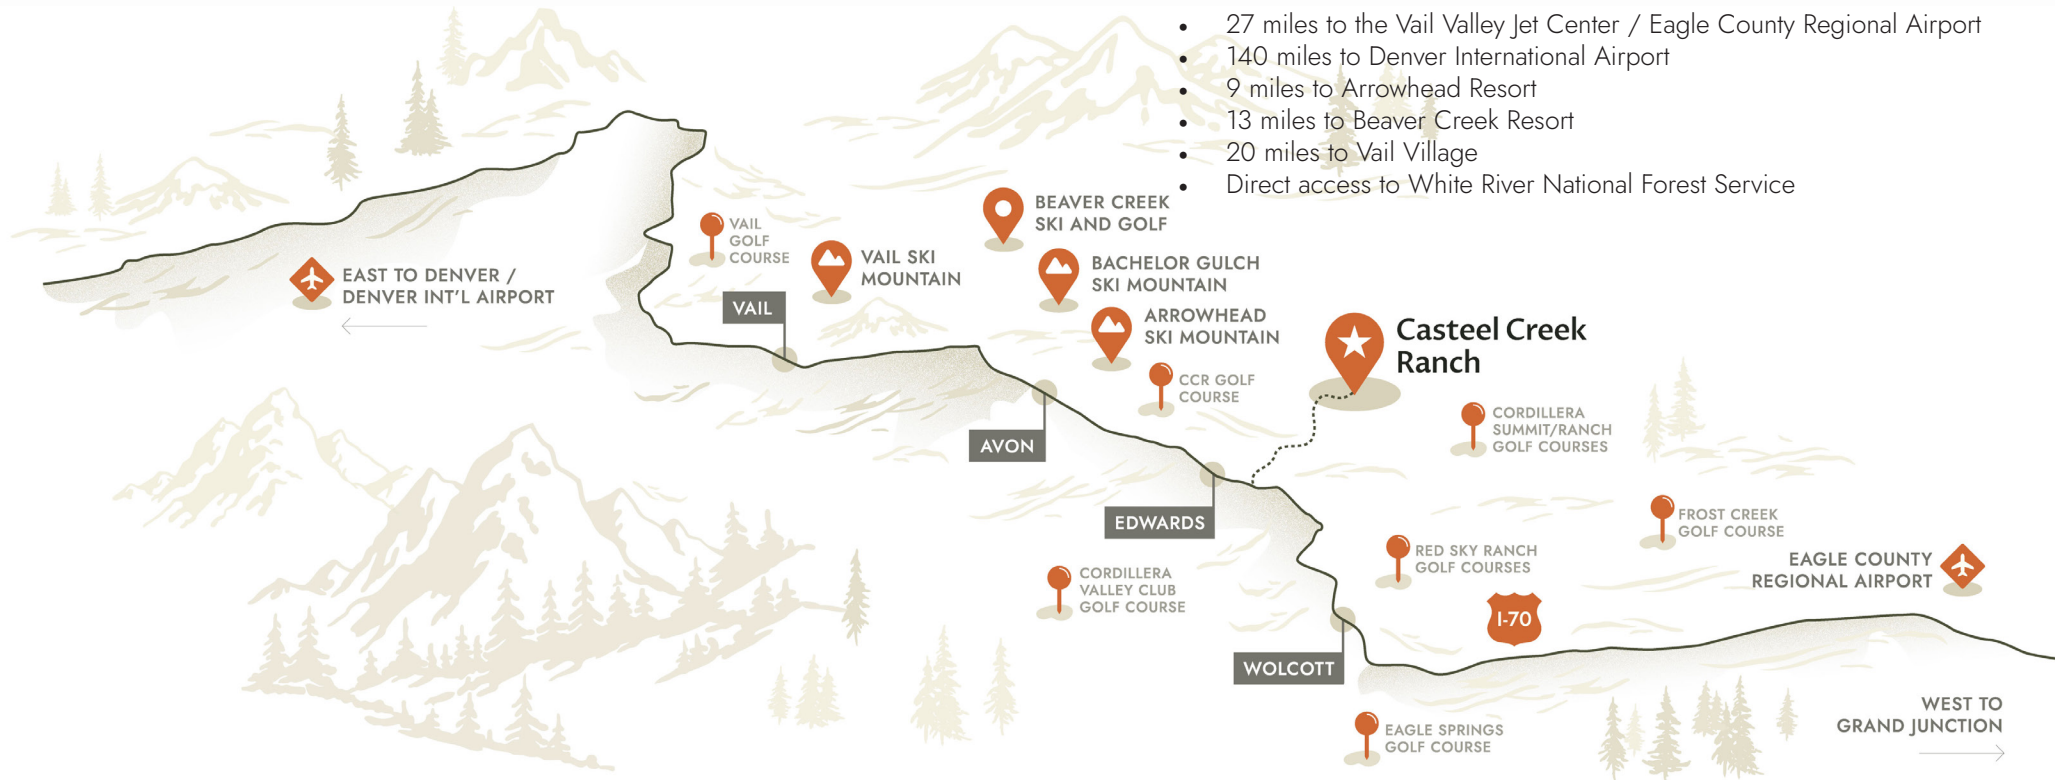 • 27 miles to the Vail Valley Jet Center / Eagle County Regional Airport
• 140 miles to Denver International Airport
• 9 miles to Arrowhead Resort
• 13 miles to Beaver Creek Resort
• 20 miles to Vail Village
• Direct access to White River National Forest Service
BEAVER CREEK
SKI AND GOLF
VAIL
GOLF
COURSE
VAIL SKI
MOUNTAIN
BACHELOR GULCH
SKI MOUNTAIN
EAST TO DENVER /
DENVER INT'L AIRPORT
VAIL
ARROWHEAD
SKI MOUNTAIN
Casteel Creek
Ranch
CCR GOLF
COURSE
CORDILLERA
SUMMIT/RANCH
GOLF COURSES
AVON
EDWARDS
FROST CREEK
GOLF COURSE
RED SKY RANCH
GOLF COURSES
EAGLE COUNTY
REGIONAL AIRPORT
CORDILLERA
VALLEY CLUB
GOLF COURSE
I-70
WOLCOTT
WEST TO
GRAND JUNCTION
EAGLE SPRINGS
GOLF COURSE